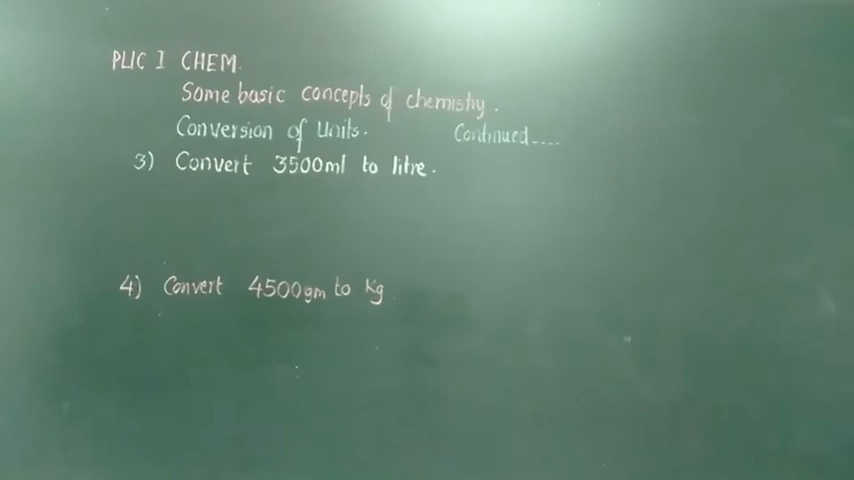 PUC I CHEM.
Some basic concepts of chemistry.
Conversion of Units. Continued....
3) Convert 3500ml to litre.
4) Convert 4500gm to kg